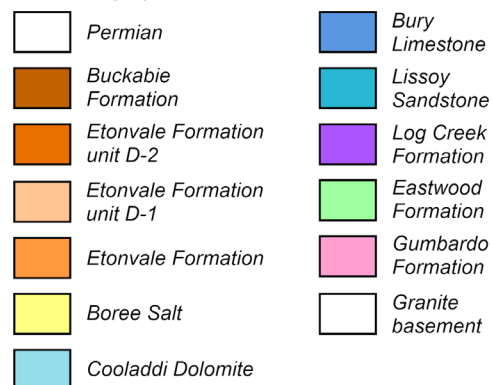 Permian
Buckabie
Formation
Etonvale Formation
unit D-2
Etonvale Formation
unit D-1
Etonvale Formation
Boree Salt
Cooladdi Dolomite
Bury
Limestone
Lissoy
Sandstone
Log Creek
Formation
Eastwood
Formation
Gumbardo
Formation
Granite
basement